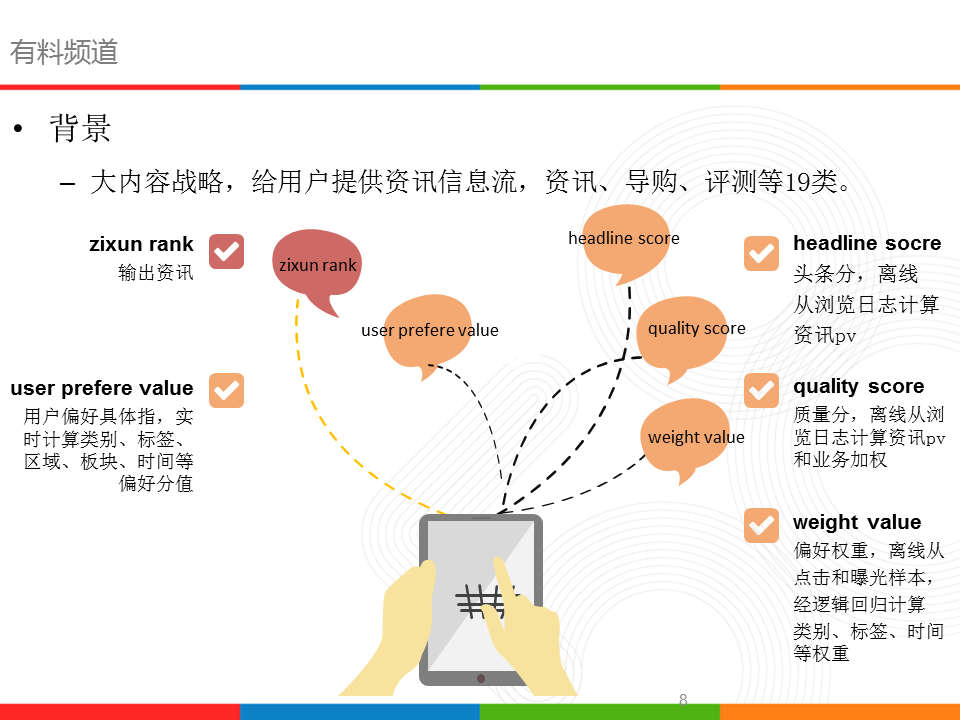 有料频道
• 背景
– 大内容战略，给用户提供资讯信息流，资讯、导购、评测等19类。
zixun rank
输出资讯
user prefere value
用户偏好具体指，实
时计算类别、标签、
区域、板块、时间等
偏好分值
zixun rank
user prefere value
headline score
quality score
weight value
headline socre
头条分，离线
从浏览日志计算
资讯pv
quality score
质量分，离线从浏
览日志计算资讯pv
和业务加权
weight value
偏好权重，离线从
点击和曝光样本，
经逻辑回归计算
类别、标签、时间
等权重
8